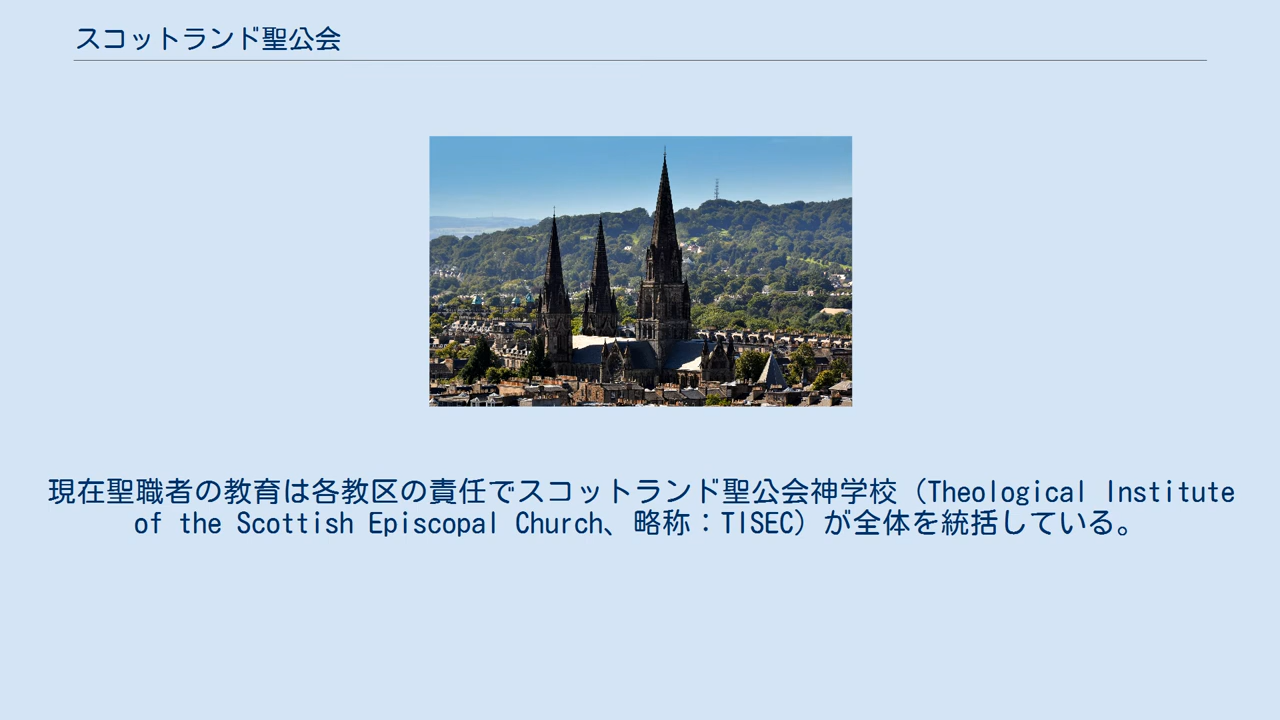 スコットランド聖公会
現在聖職者の教育は各教区の責任でスコットランド聖公会神学校（Theological Institute
of the Scottish Episcopal Church、略称：TISEC）が全体を統括している。